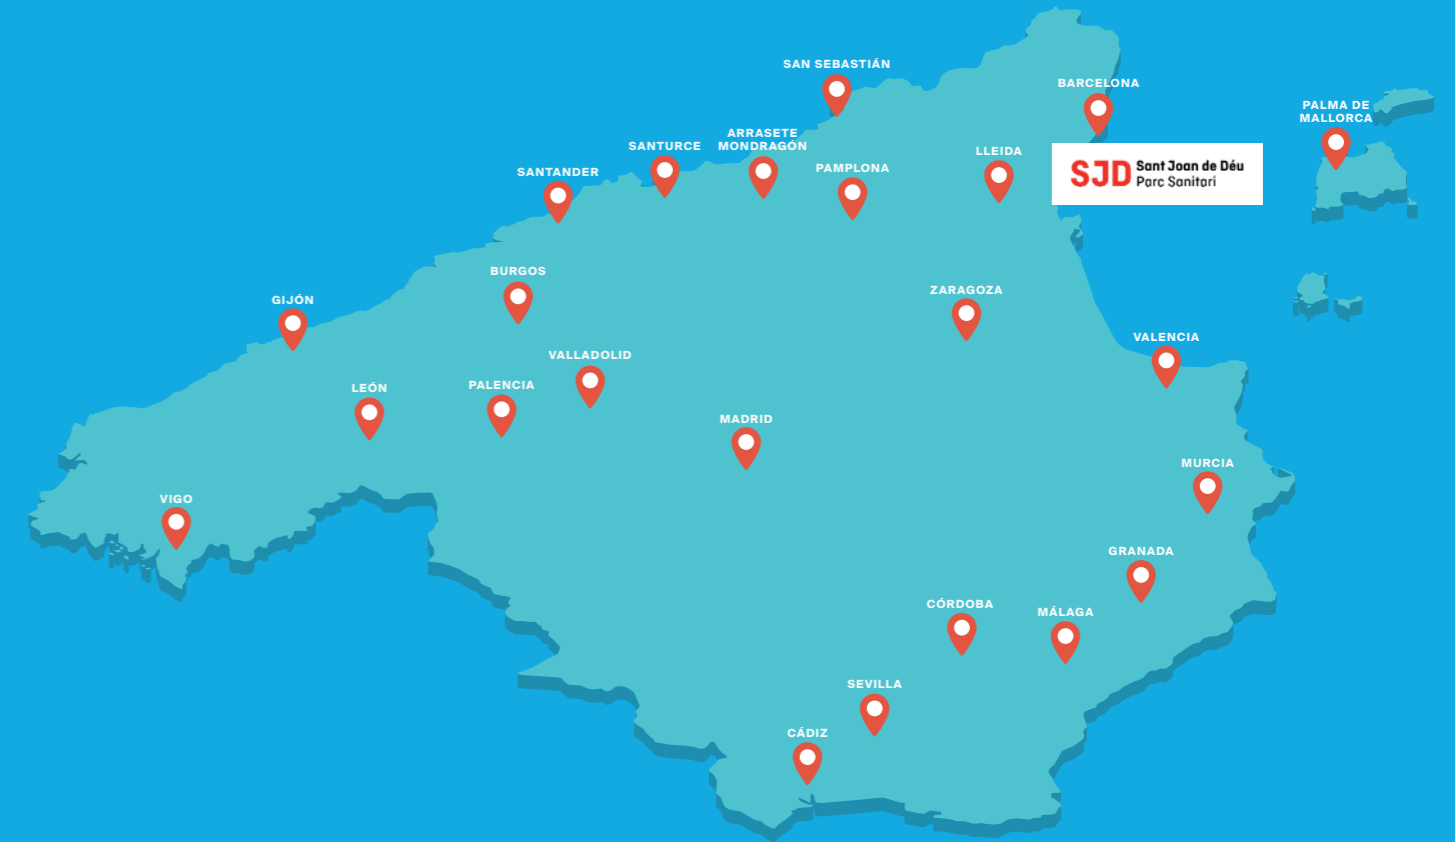 SAN SEBASTIÁN
BARCELONA
PALMA DE
MALLORCA
ARRASETE
MONDRAGÓN
SANTURCE
LLEIDA
SANTANDER
PAMPLONA
SJD Sant Joan de Déu
Parc Sanitari
BURGOS
ZARAGOZA
GIJÓN
VALENCIA
VALLADOLID
PALENCIA
LEÓN
MADRID
MURCIA
VIGO
GRANADA
CÓRDOBA
MÁLAGA
SEVILLA
CÁDIZ